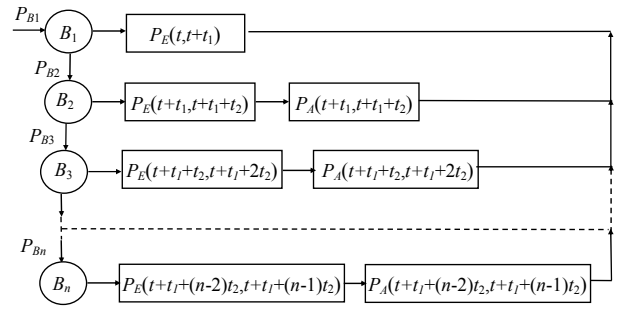 P_{B1}
B_1
P_E(t,t+t_1)
P_{B2}
B_2
P_E(t+t_1,t+t_1+t_2)
P_A(t+t_1,t+t_1+t_2)
P_{B3}
B_3
P_E(t+t_1+t_2,t+t_1+2t_2)
P_A(t+t_1+t_2,t+t_1+2t_2)
P_{Bn}
B_n
P_E(t+t_1+(n-2)t_2,t+t_1+(n-1)t_2)
P_A(t+t_1+(n-2)t_2,t+t_1+(n-1)t_2)